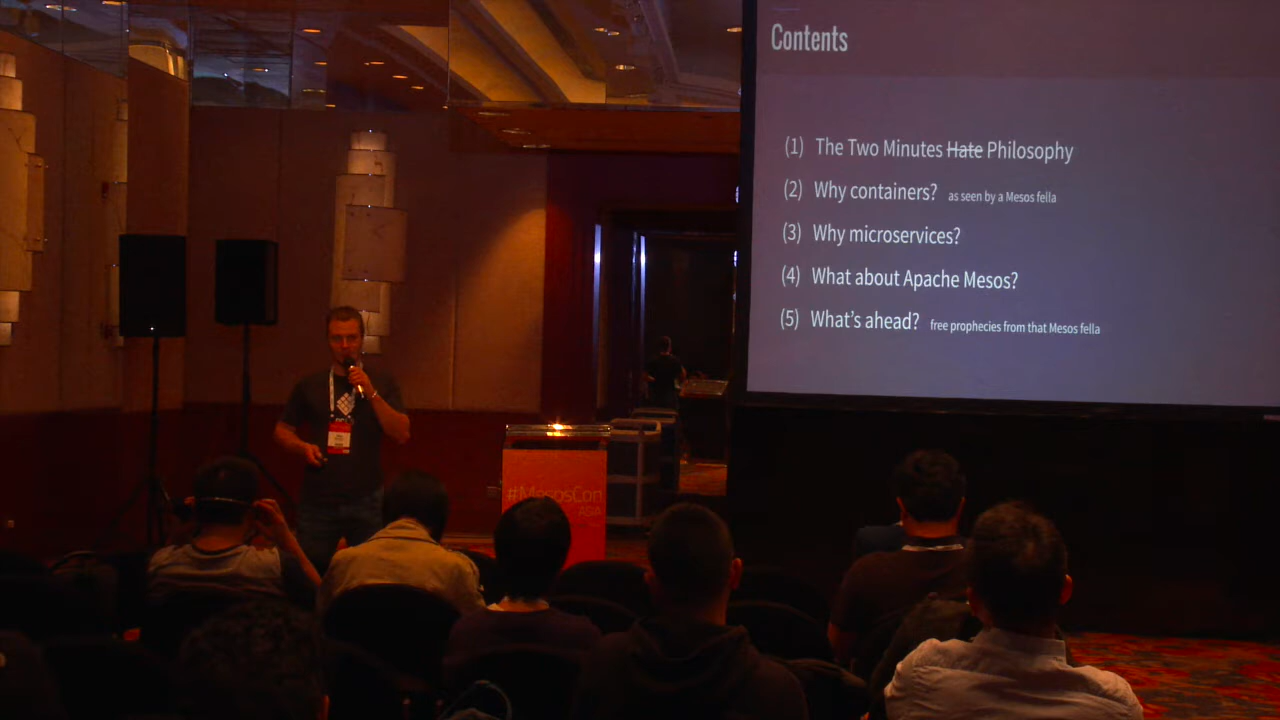 Contents
(1) The Two Minutes Hate Philosophy
(2) Why containers? as seen by a Mesos fella
(3) Why microservices?
(4) What about Apache Mesos?
(5) What's ahead? free prophecies from that Mesos fella
#MesosCon
ASIA